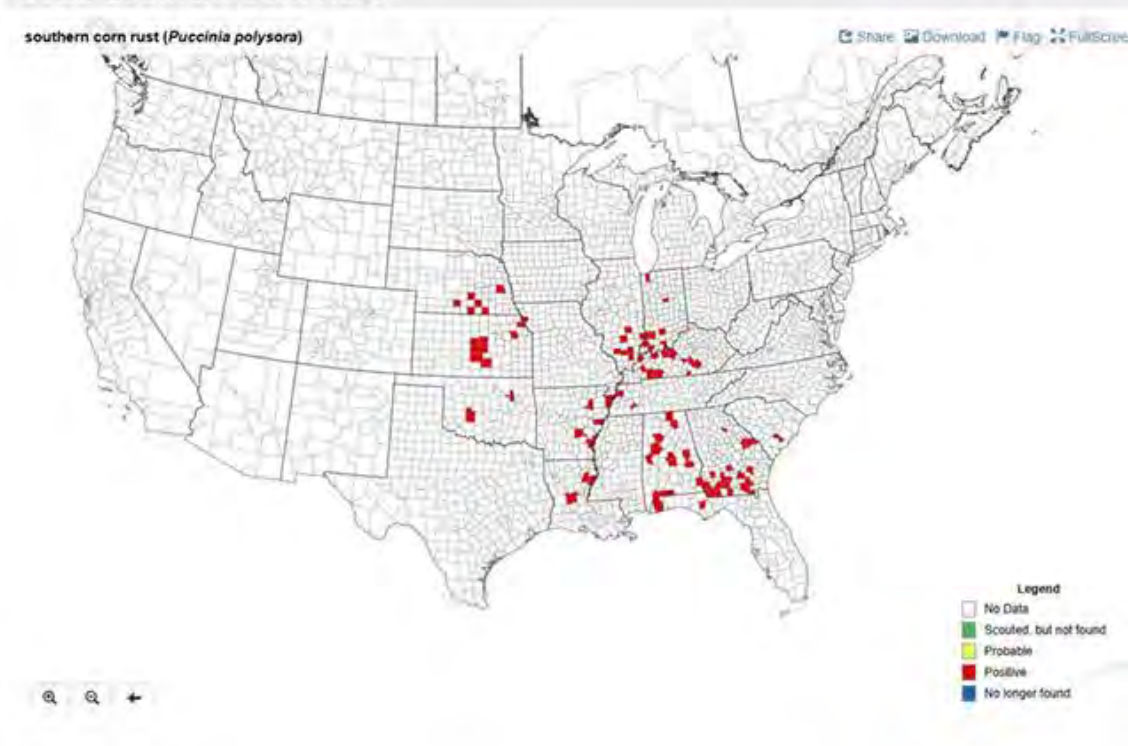 southern corn rust (Puccinia polysora)
Share Download Flag FullScree
Legend
No Data
Scouted, but not found
Probable
Positive
No longer found